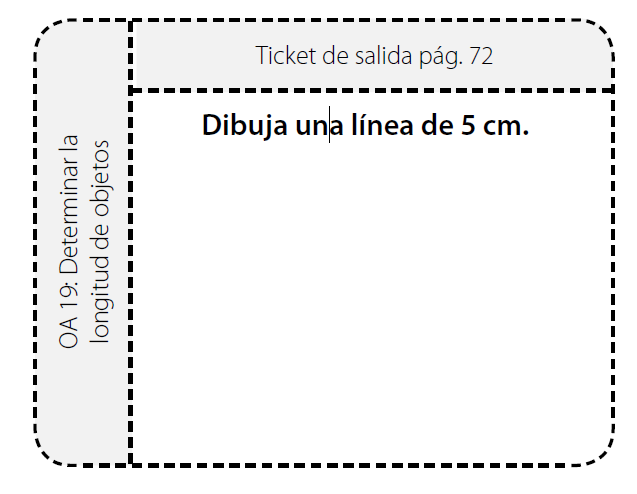 Ticket de salida pág. 72
Dibuja una línea de 5 cm.
OA 19: Determinar la
longitud de objetos